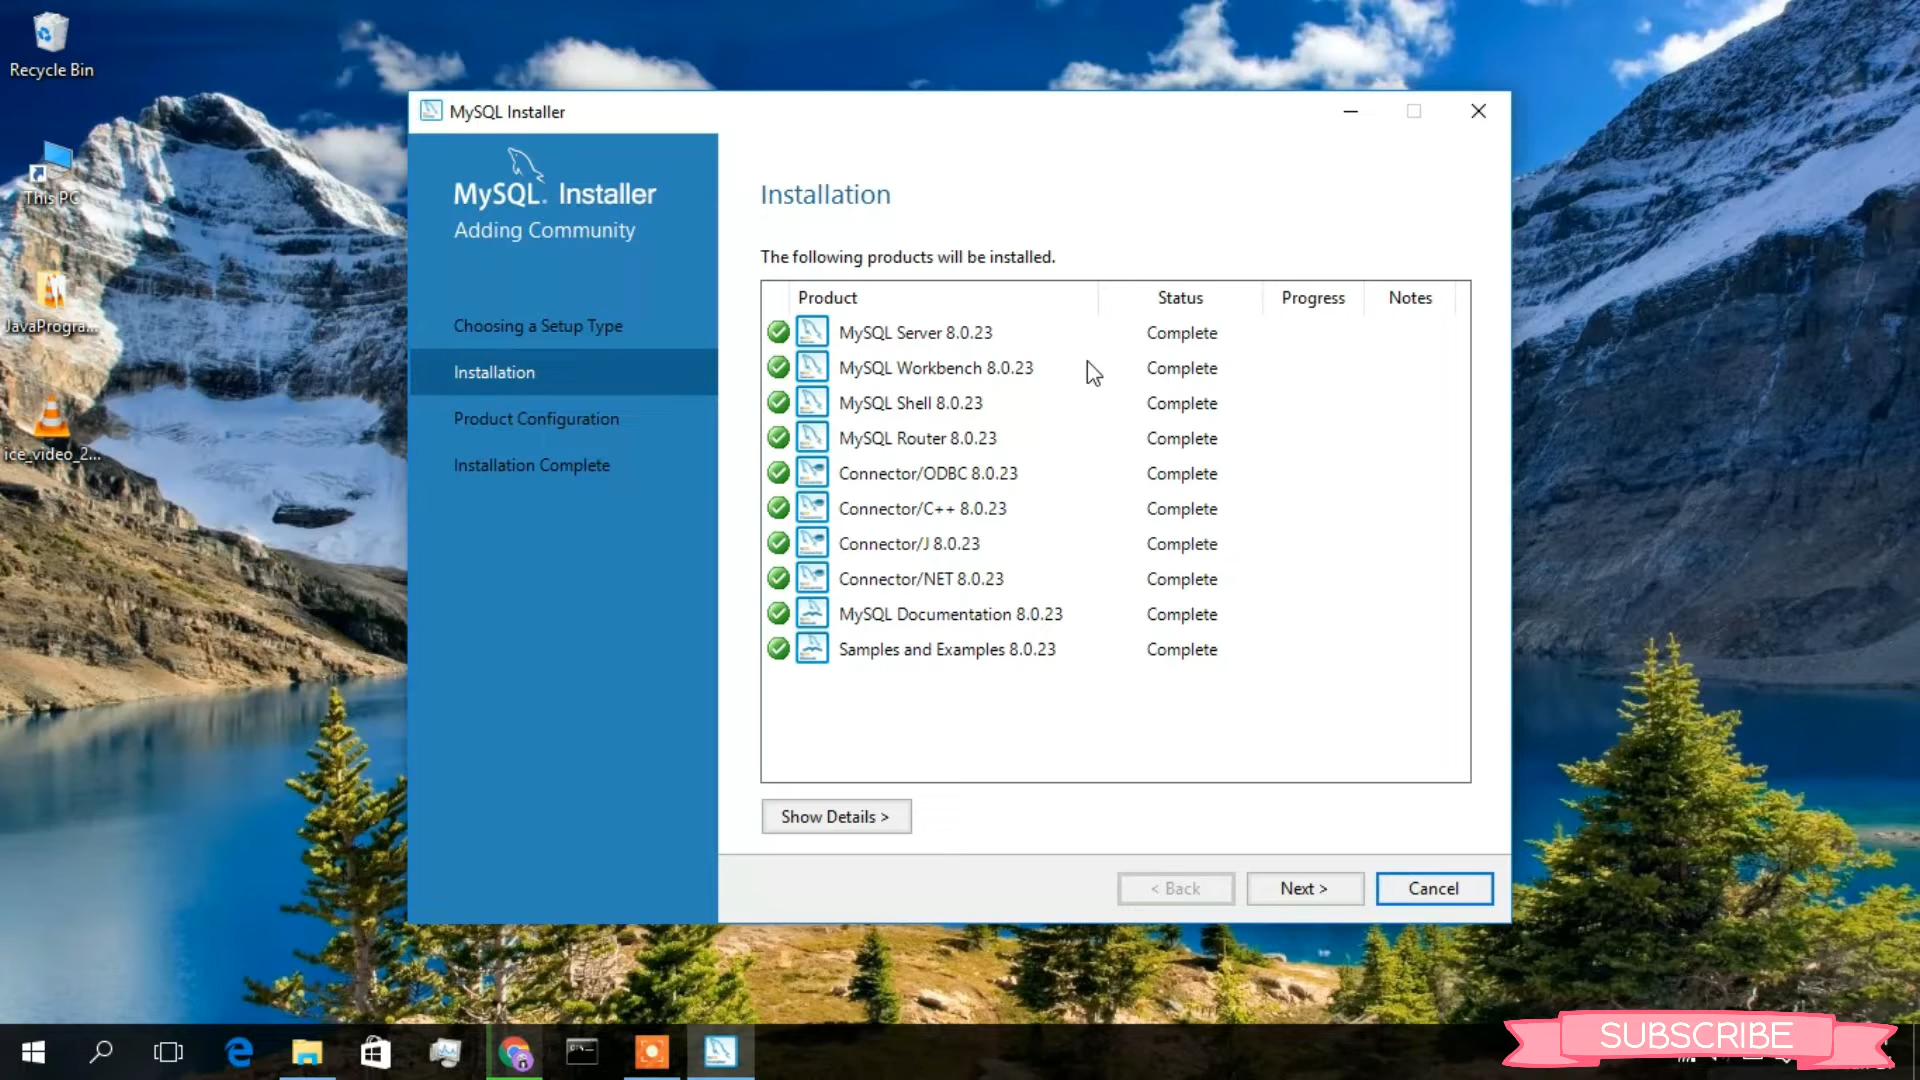 Recycle Bin
This PC
JavaProgra...
ice_video_2...
MySQL Installer
MySQL. Installer
Adding Community
Choosing a Setup Type
Installation
Product Configuration
Installation Complete
Installation
The following products will be installed.
Product Status Progress Notes
MySQL Server 8.0.23 Complete
MySQL Workbench 8.0.23 Complete
MySQL Shell 8.0.23 Complete
MySQL Router 8.0.23 Complete
Connector/ODBC 8.0.23 Complete
Connector/C++ 8.0.23 Complete
Connector/J 8.0.23 Complete
Connector/NET 8.0.23 Complete
MySQL Documentation 8.0.23 Complete
Samples and Examples 8.0.23 Complete
Show Details >
< Back Next > Cancel
SUBSCRIBE